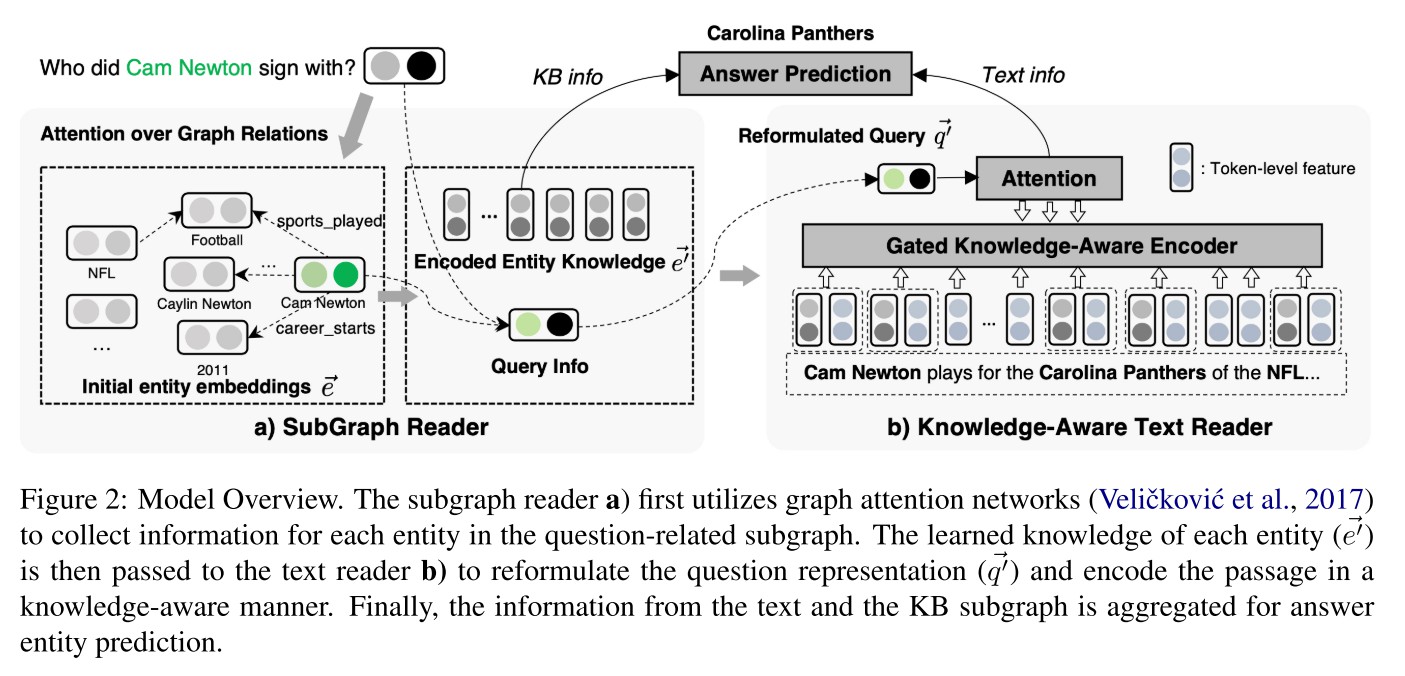 Carolina Panthers
Who did Cam Newton sign with?
KB info
Answer Prediction
Text info
Attention over Graph Relations
Reformulated Query q⃗′
Attention
: Token-level feature
sports_played
Football
NFL
...
Caylin Newton
Cam Newton
career_starts
...
2011
Initial entity embeddings e⃗
...
Encoded Entity Knowledge e⃗′
Query Info
Gated Knowledge-Aware Encoder
...
Cam Newton plays for the Carolina Panthers of the NFL...
a) SubGraph Reader
b) Knowledge-Aware Text Reader
Figure 2: Model Overview. The subgraph reader a) first utilizes graph attention networks (Veličković et al., 2017)
to collect information for each entity in the question-related subgraph. The learned knowledge of each entity (e⃗′)
is then passed to the text reader b) to reformulate the question representation (q⃗′) and encode the passage in a
knowledge-aware manner. Finally, the information from the text and the KB subgraph is aggregated for answer
entity prediction.